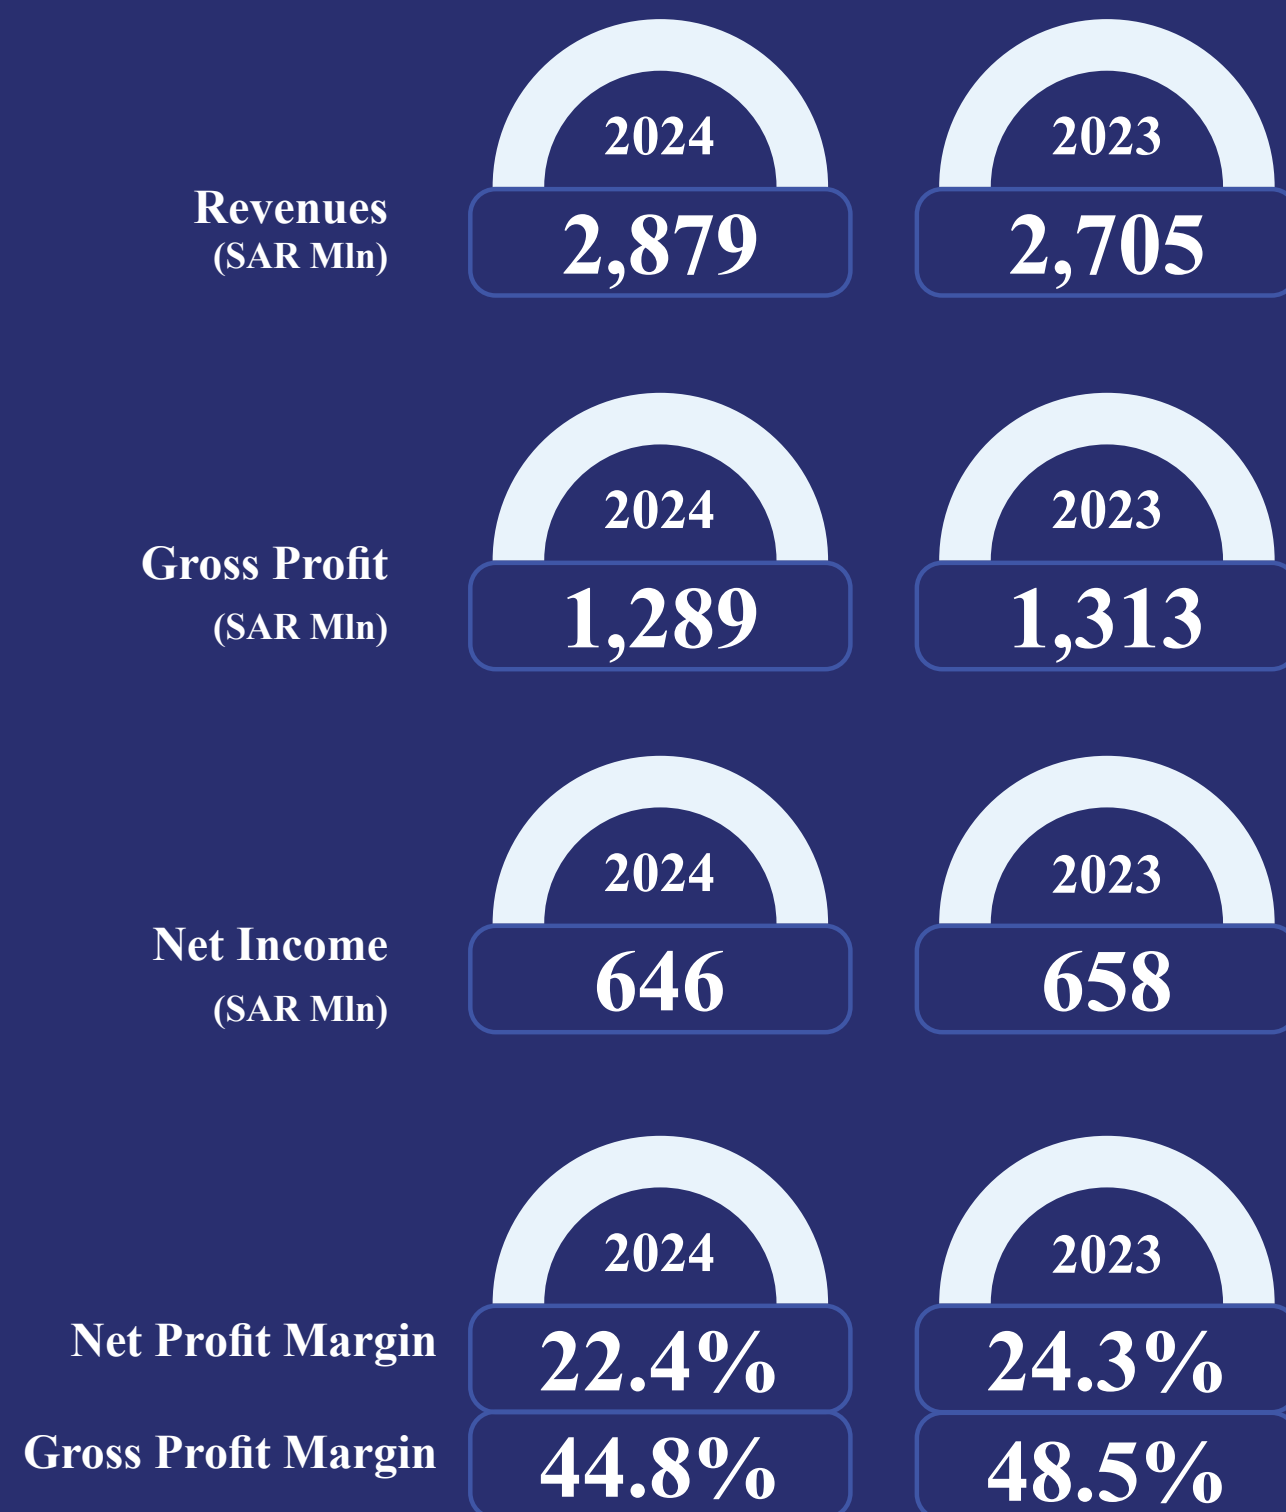 2024 2023
Revenues
(SAR Mln)
2,879 2,705
2024 2023
Gross Profit
(SAR Mln)
1,289 1,313
2024 2023
Net Income
(SAR Mln)
646 658
2024 2023
Net Profit Margin 22.4% 24.3%
Gross Profit Margin 44.8% 48.5%